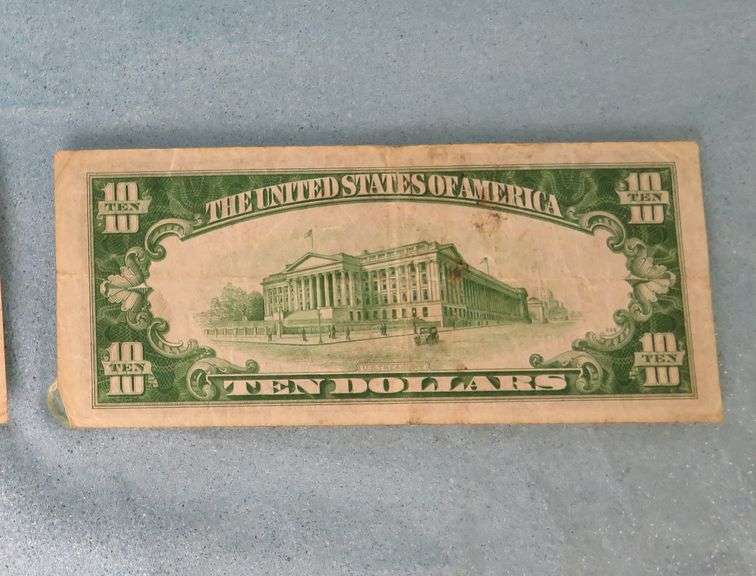 10 TEN
THE UNITED STATES OF AMERICA
10 TEN
10 TEN
TEN DOLLARS
10 TEN